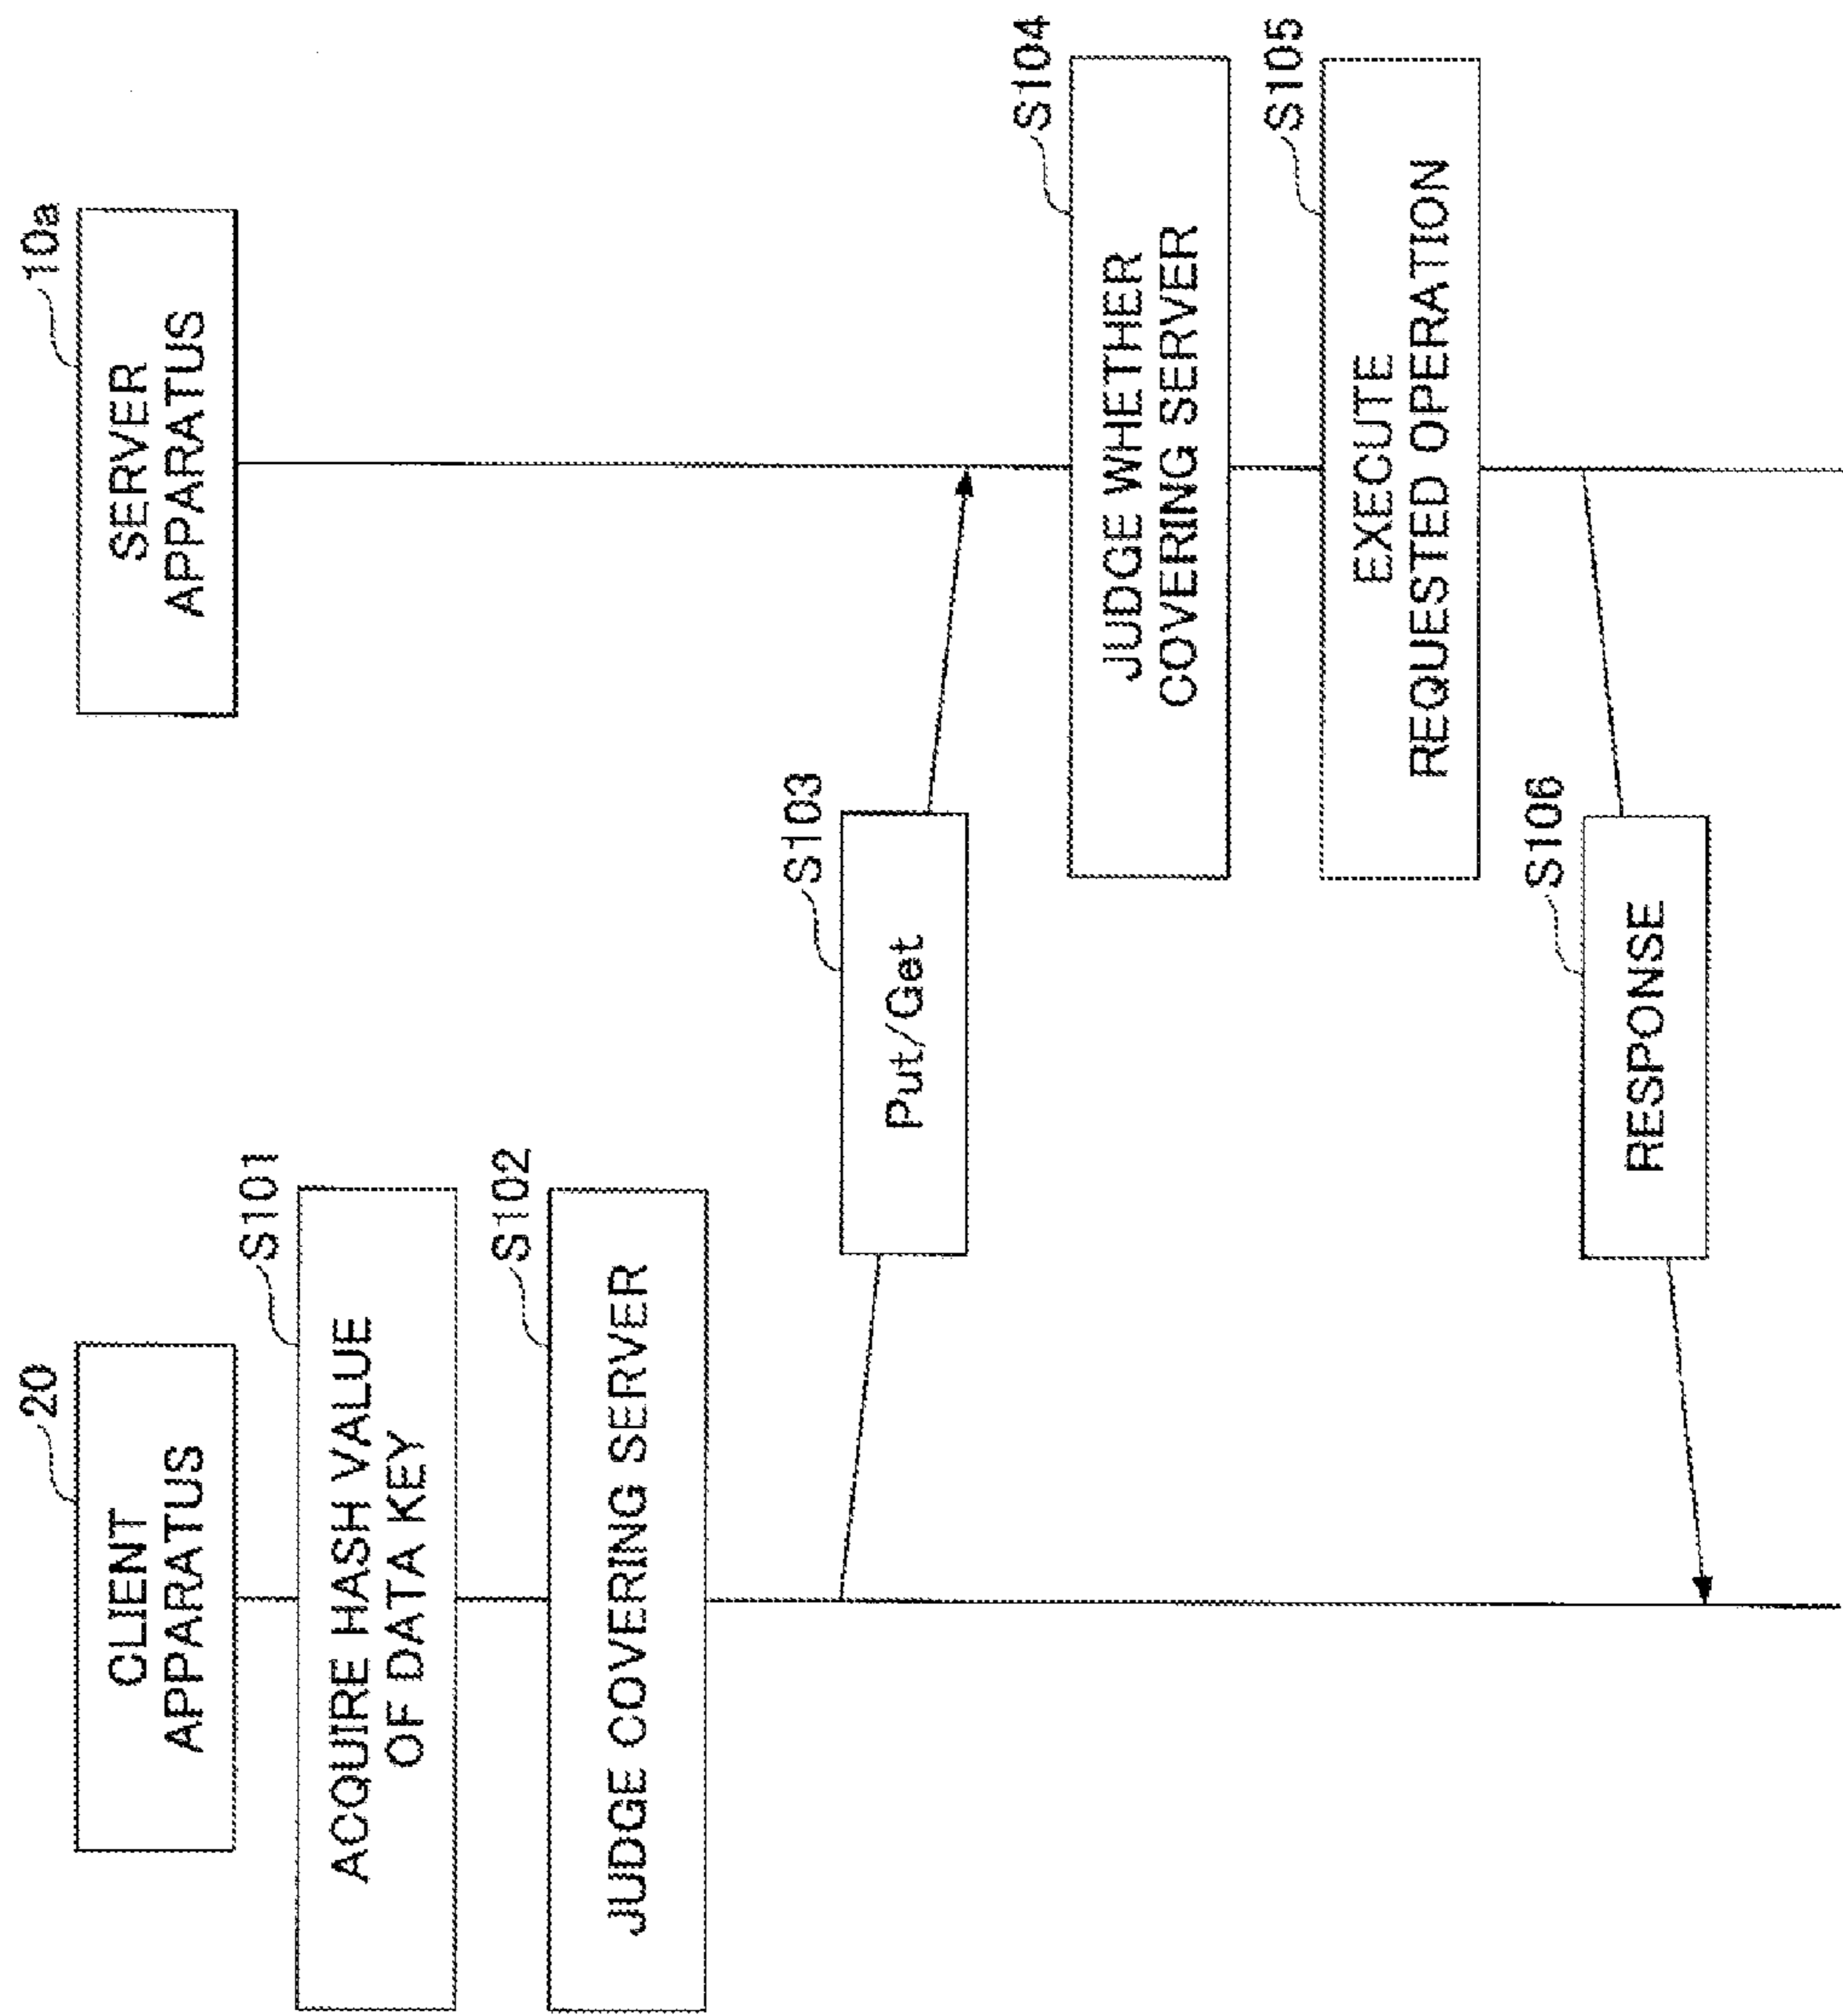 20
CLIENT
APPARATUS
10a
SERVER
APPARATUS
S101
ACQUIRE HASH VALUE
OF DATA KEY
S102
JUDGE COVERING SERVER
S103
Put/Get
S104
JUDGE WHETHER
COVERING SERVER
S105
EXECUTE
REQUESTED OPERATION
S106
RESPONSE